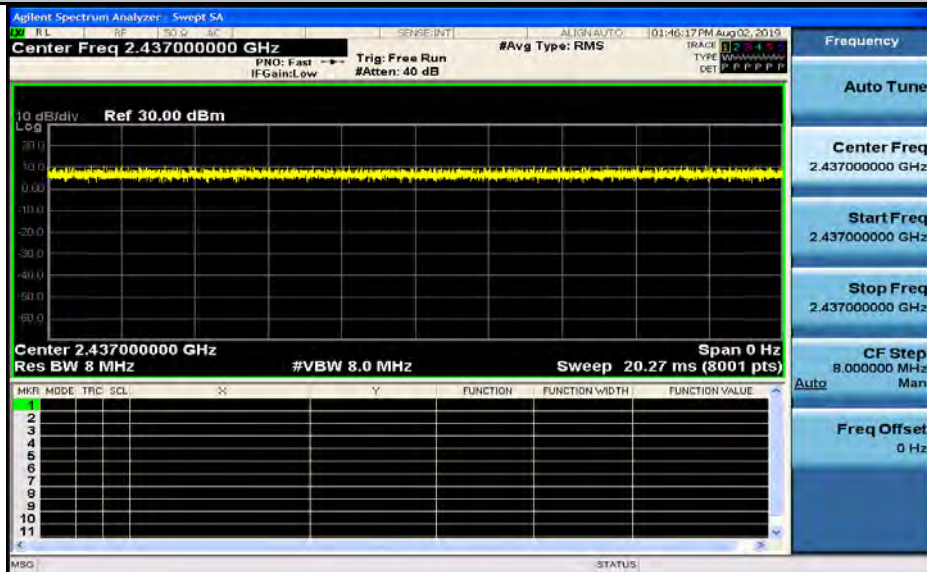 Agilent Spectrum Analyzer - Swept SA
LXI RL RF 50 Ω AC SENSE:INT ALIGNAUTO 01:46:17 PM Aug 02, 2019
Center Freq 2.437000000 GHz #Avg Type: RMS TRACE 1 2 3 4 5 6
PNO: Fast Trig: Free Run TYPE
IFGain:Low #Atten: 40 dB DET P P P P P P
10 dB/div Ref 30.00 dBm
Log
20.0
10.0
0.00
-10.0
-20.0
-30.0
-40.0
-50.0
-60.0
Center 2.437000000 GHz Span 0 Hz
Res BW 8 MHz #VBW 8.0 MHz Sweep 20.27 ms (8001 pts)
MKR MODE TRC SCL X Y FUNCTION FUNCTION WIDTH FUNCTION VALUE
1
2
3
4
5
6
7
8
9
10
11
MSG STATUS
Frequency
Auto Tune
Center Freq
2.437000000 GHz
Start Freq
2.437000000 GHz
Stop Freq
2.437000000 GHz
CF Step
8.000000 MHz
Auto Man
Freq Offset
0 Hz